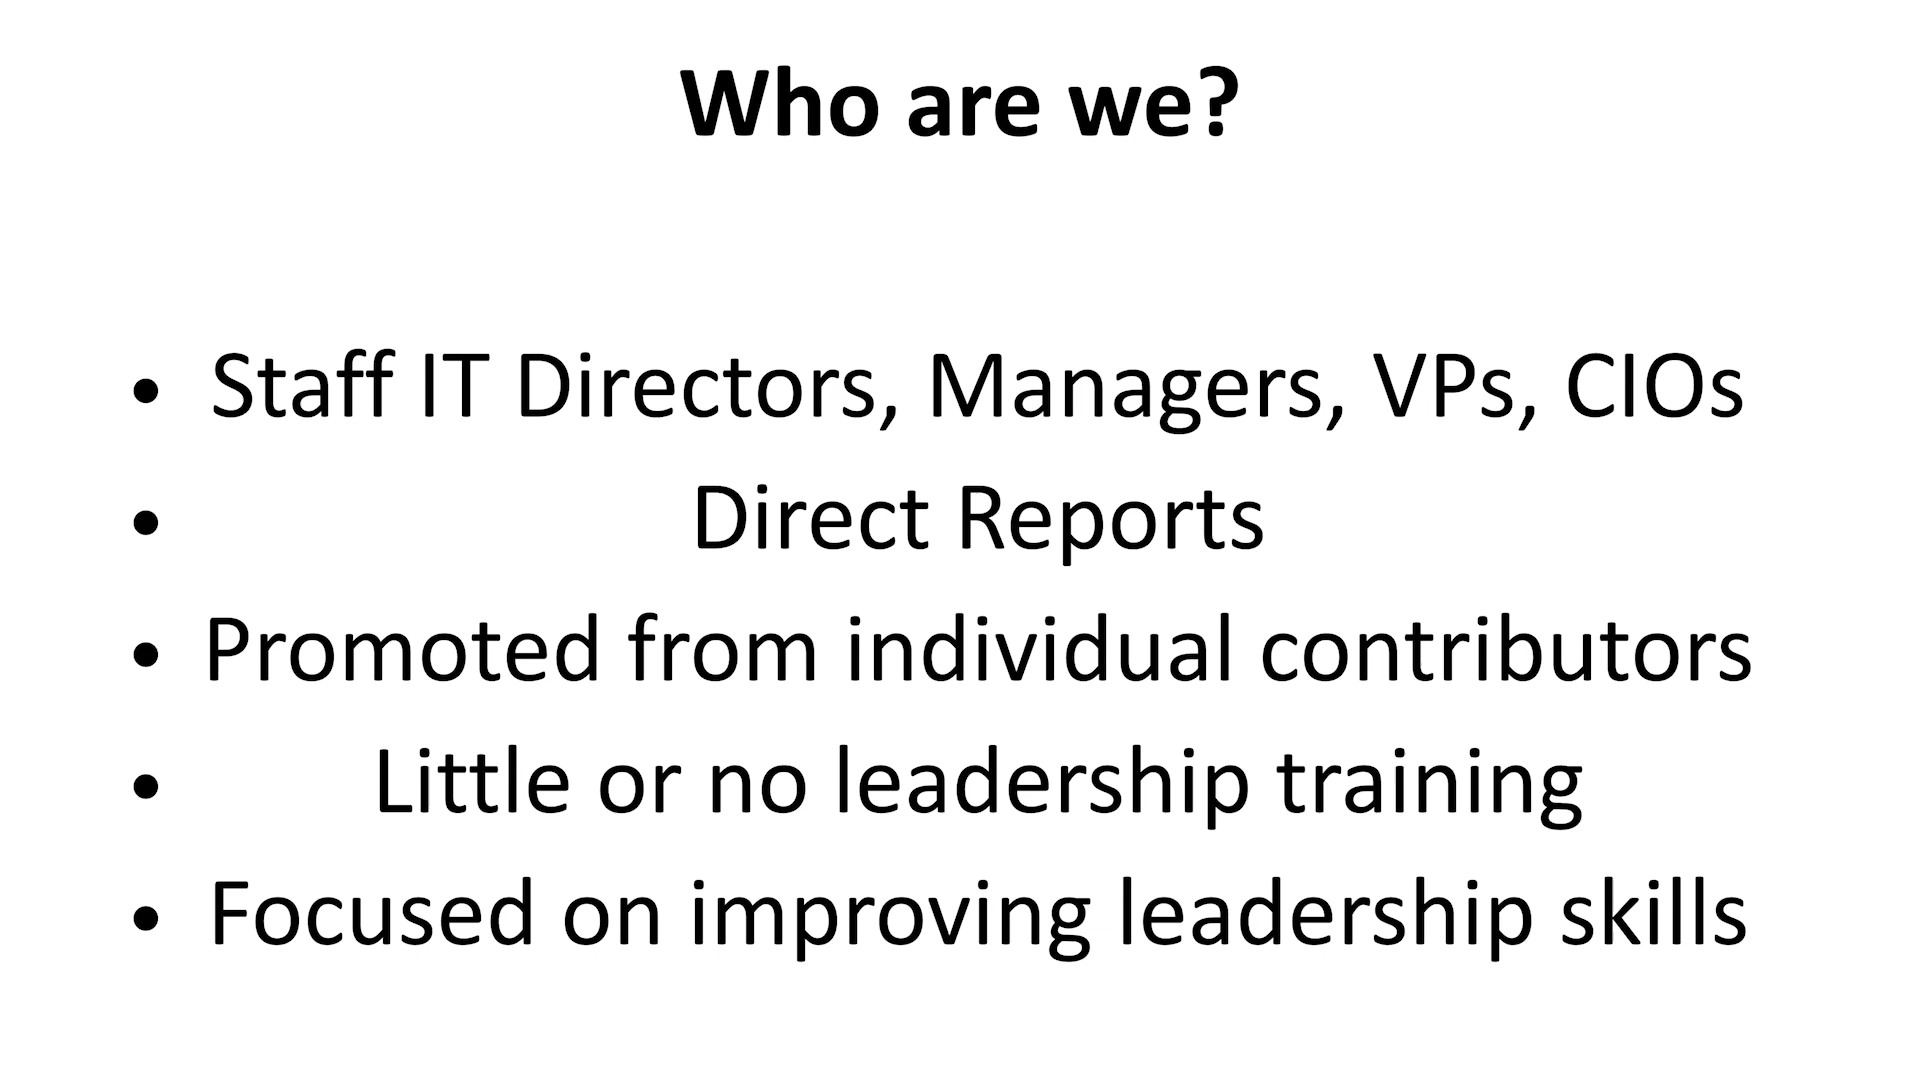 Who are we?
• Staff IT Directors, Managers, VPs, CIOs
• Direct Reports
• Promoted from individual contributors
• Little or no leadership training
• Focused on improving leadership skills